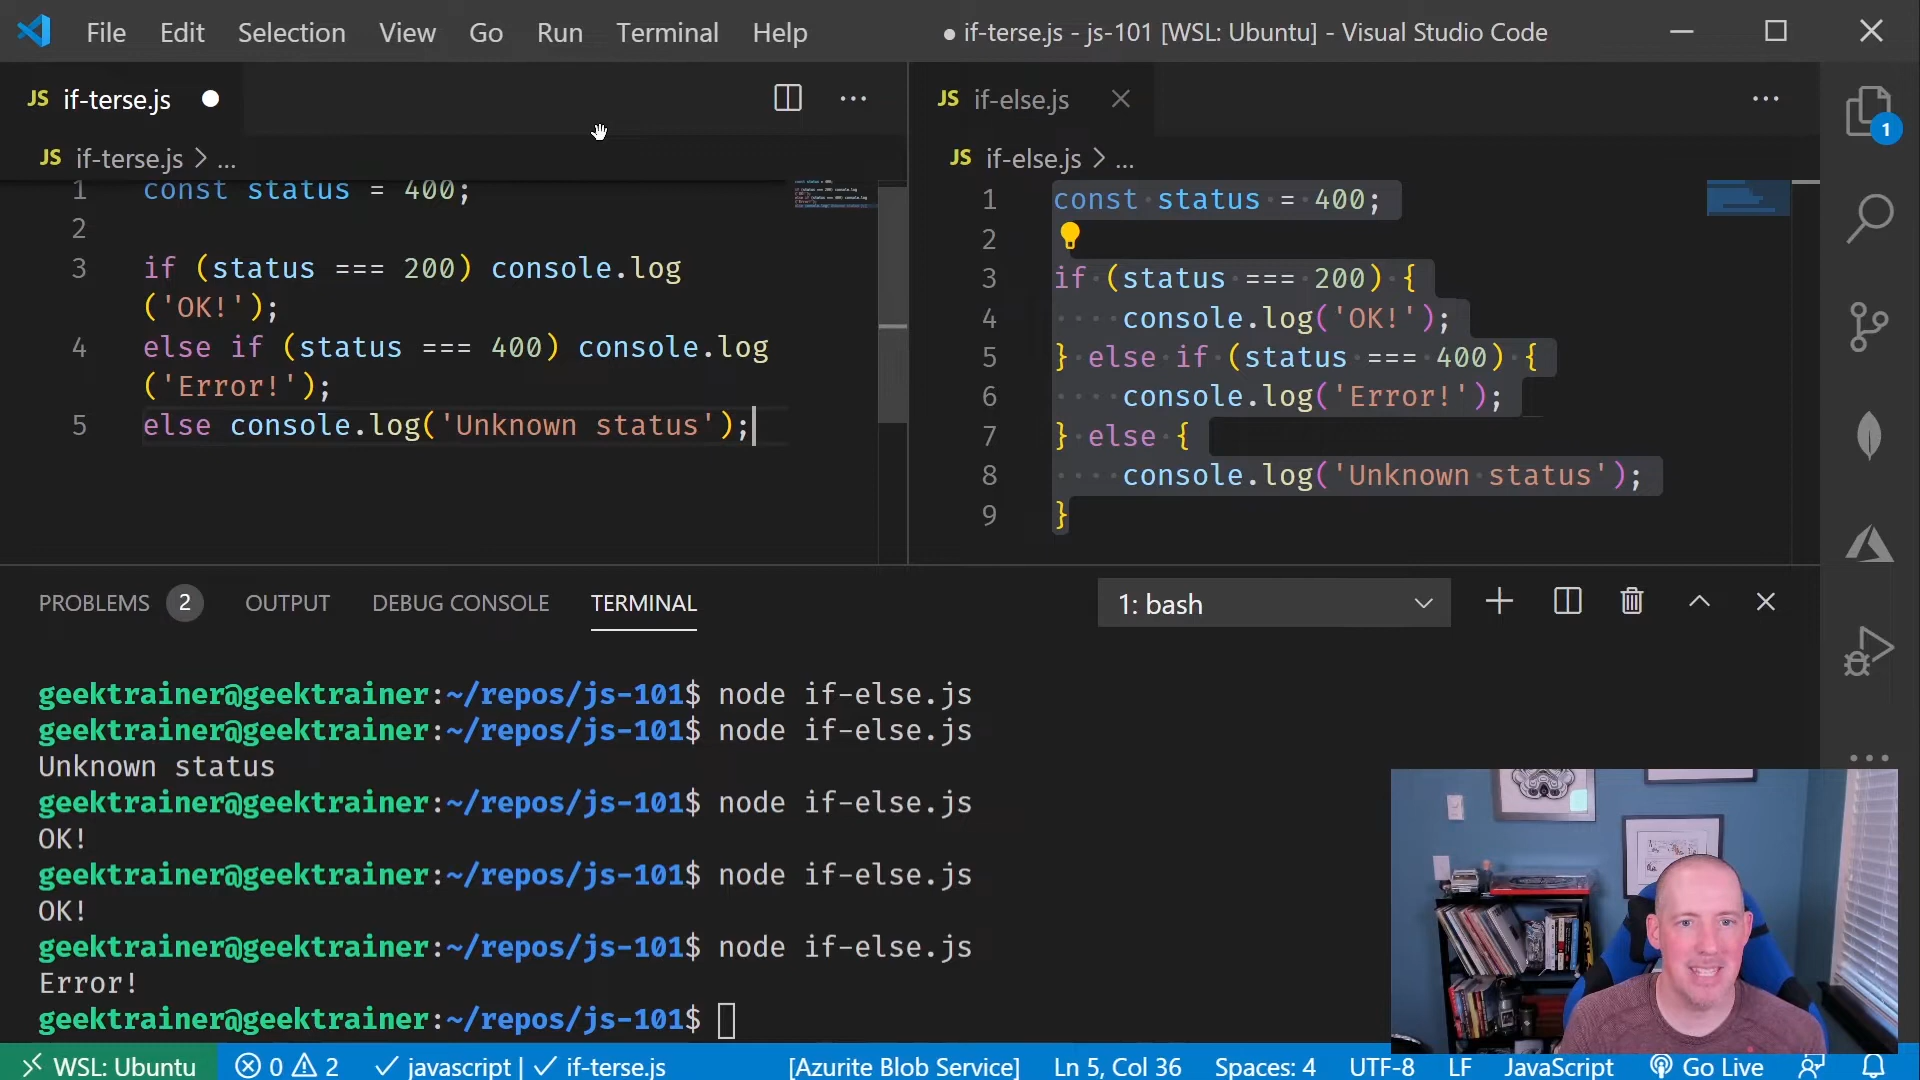 File Edit Selection View Go Run Terminal Help ● if-terse.js - js-101 [WSL: Ubuntu] - Visual Studio Code
JS if-terse.js ●
JS if-terse.js > ...
1 const status = 400;
2
3 if (status === 200) console.log
('OK!');
4 else if (status === 400) console.log
('Error!');
5 else console.log('Unknown status');
JS if-else.js
JS if-else.js > ...
1 const status = 400;
2
3 if (status === 200) {
4 console.log('OK!');
5 } else if (status === 400) {
6 console.log('Error!');
7 } else {
8 console.log('Unknown status');
9 }
1
PROBLEMS 2 OUTPUT DEBUG CONSOLE TERMINAL 1: bash
geektrainer@geektrainer:~/repos/js-101$ node if-else.js
geektrainer@geektrainer:~/repos/js-101$ node if-else.js
Unknown status
geektrainer@geektrainer:~/repos/js-101$ node if-else.js
OK!
geektrainer@geektrainer:~/repos/js-101$ node if-else.js
OK!
geektrainer@geektrainer:~/repos/js-101$ node if-else.js
Error!
geektrainer@geektrainer:~/repos/js-101$
WSL: Ubuntu 0 2 javascript | if-terse.js [Azurite Blob Service] Ln 5, Col 36 Spaces: 4 UTF-8 LF JavaScript Go Live